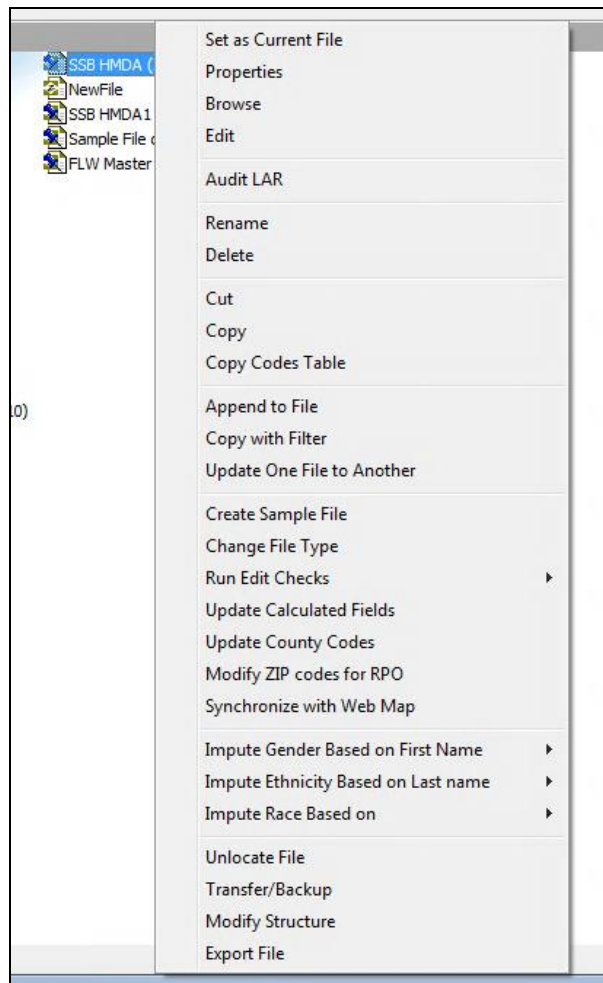 SSB HMDA (
NewFile
SSB HMDA1
Sample File
FLW Master
0)
Set as Current File
Properties
Browse
Edit
Audit LAR
Rename
Delete
Cut
Copy
Copy Codes Table
Append to File
Copy with Filter
Update One File to Another
Create Sample File
Change File Type
Run Edit Checks
Update Calculated Fields
Update County Codes
Modify ZIP codes for RPO
Synchronize with Web Map
Impute Gender Based on First Name
Impute Ethnicity Based on Last name
Impute Race Based on
Unlocate File
Transfer/Backup
Modify Structure
Export File